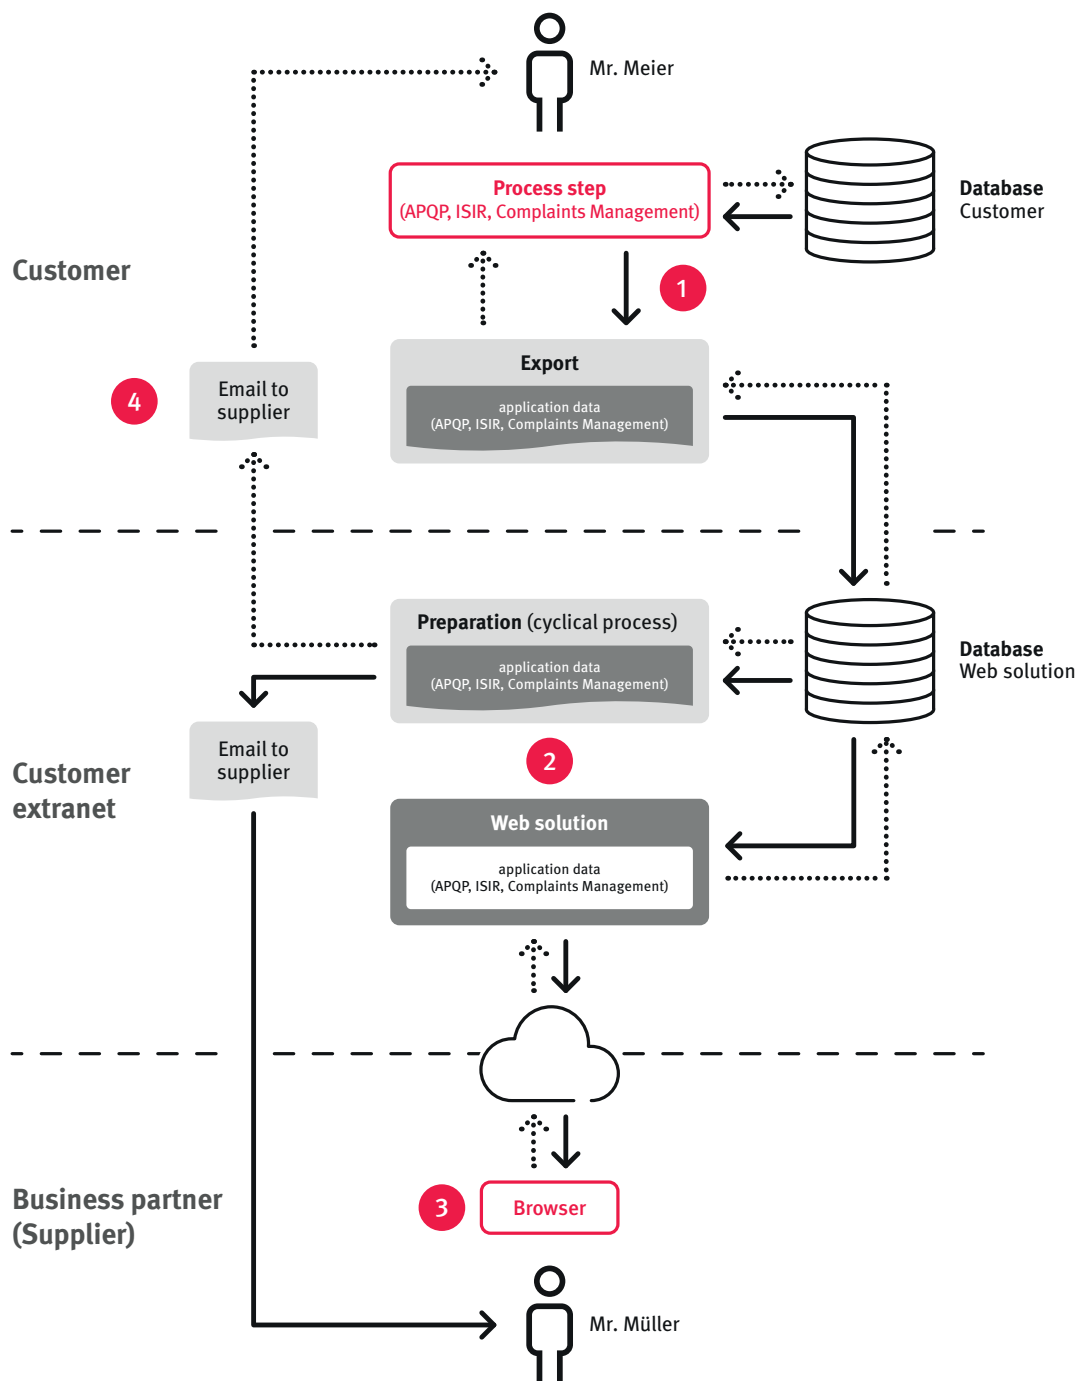 Mr. Meier
Process step
(APQP, ISIR, Complaints Management)
Database
Customer
Customer
1
Export
application data
(APQP, ISIR, Complaints Management)
4
Email to
supplier
Preparation (cyclical process)
application data
(APQP, ISIR, Complaints Management)
Database
Web solution
Email to
supplier
2
Customer
extranet
Web solution
application data
(APQP, ISIR, Complaints Management)
Business partner
(Supplier)
3
Browser
Mr. Müller